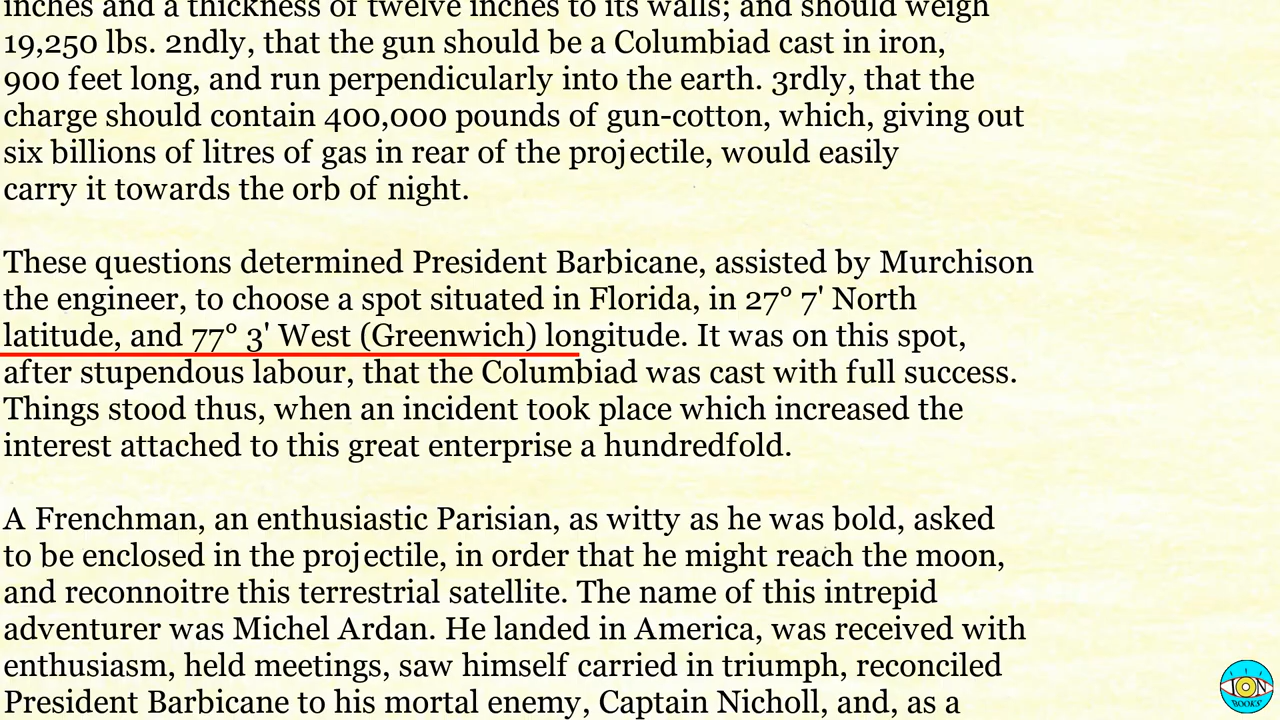 inches and a thickness of twelve inches to its walls; and should weigh
19,250 lbs. 2ndly, that the gun should be a Columbiad cast in iron,
900 feet long, and run perpendicularly into the earth. 3rdly, that the
charge should contain 400,000 pounds of gun-cotton, which, giving out
six billions of litres of gas in rear of the projectile, would easily
carry it towards the orb of night.
These questions determined President Barbicane, assisted by Murchison
the engineer, to choose a spot situated in Florida, in 27° 7' North
latitude, and 77° 3' West (Greenwich) longitude. It was on this spot,
after stupendous labour, that the Columbiad was cast with full success.
Things stood thus, when an incident took place which increased the
interest attached to this great enterprise a hundredfold.
A Frenchman, an enthusiastic Parisian, as witty as he was bold, asked
to be enclosed in the projectile, in order that he might reach the moon,
and reconnoitre this terrestrial satellite. The name of this intrepid
adventurer was Michel Ardan. He landed in America, was received with
enthusiasm, held meetings, saw himself carried in triumph, reconciled
President Barbicane to his mortal enemy, Captain Nicholl, and, as a
ION
BOOKS